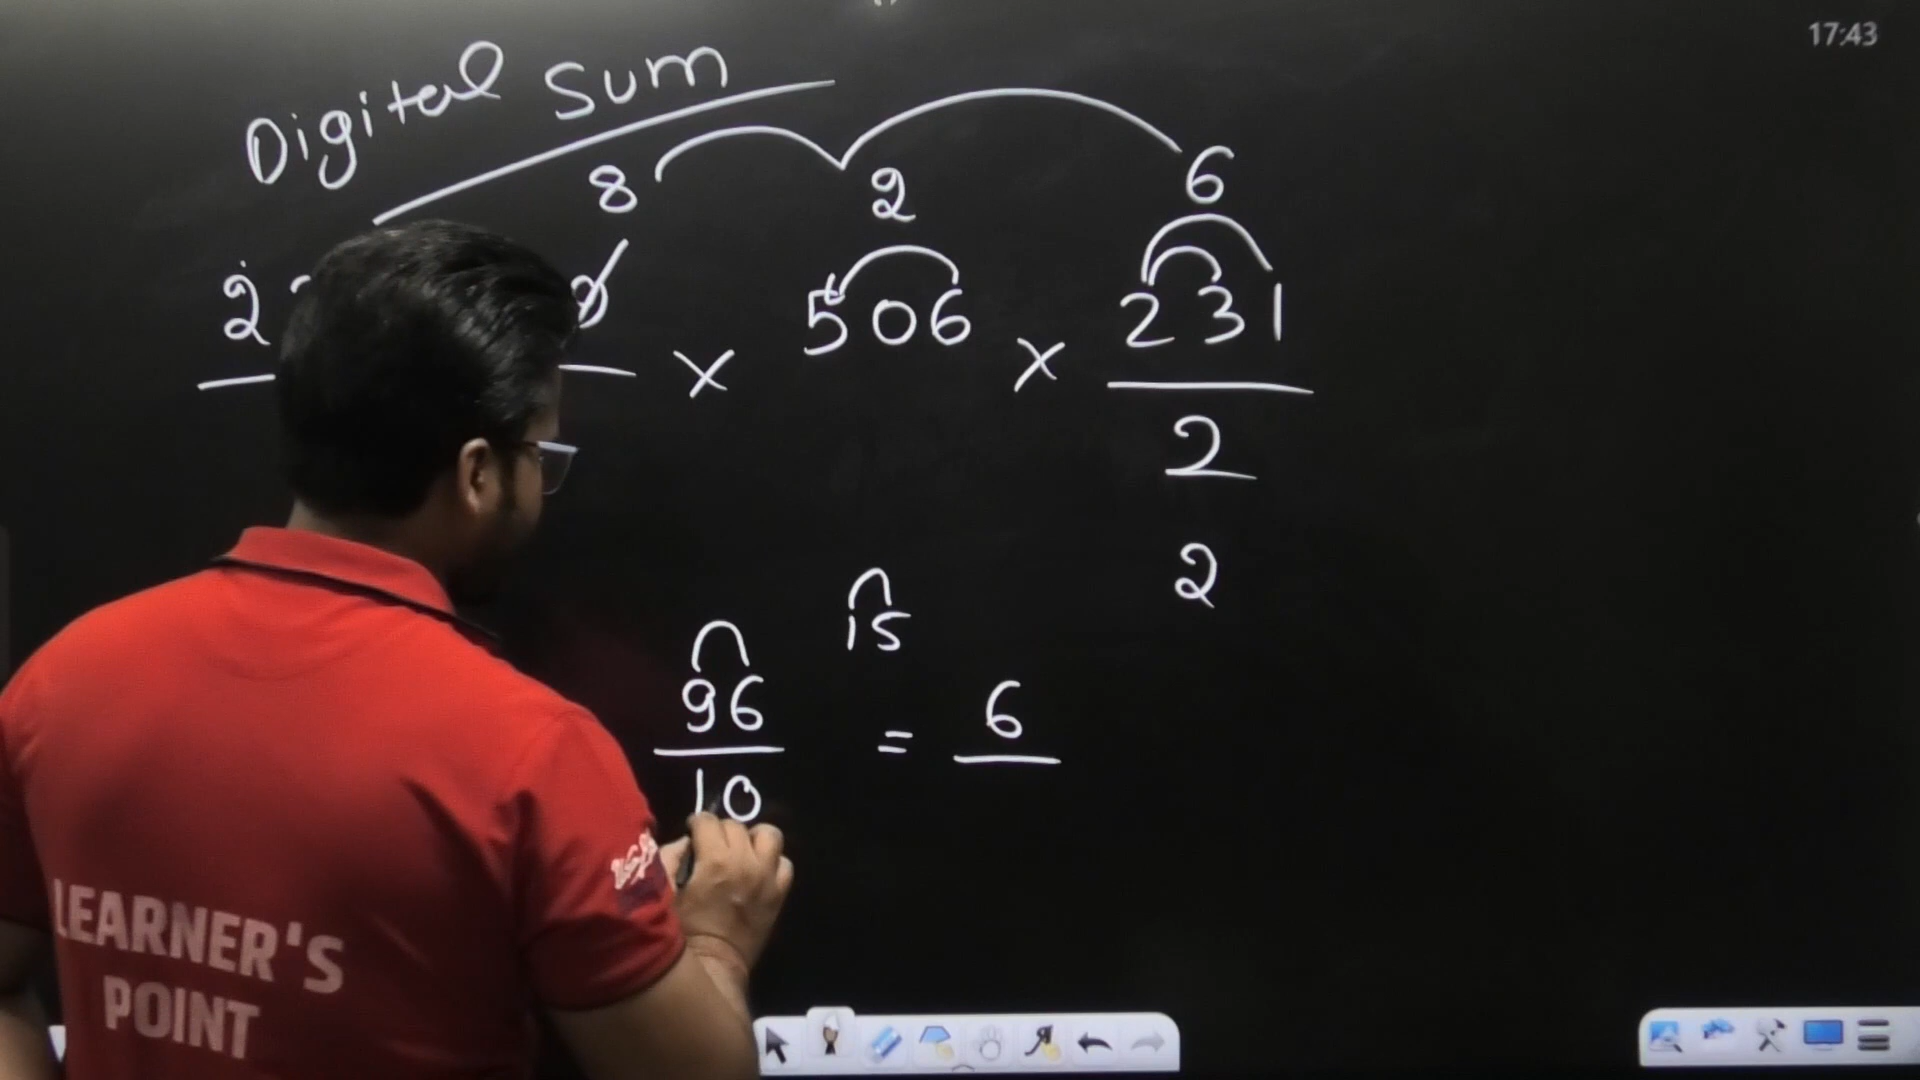 17:43
Digital Sum
8 2 6
2 × 506 × 231
2
2
15
96 = 6
10
LEARNER'S
POINT